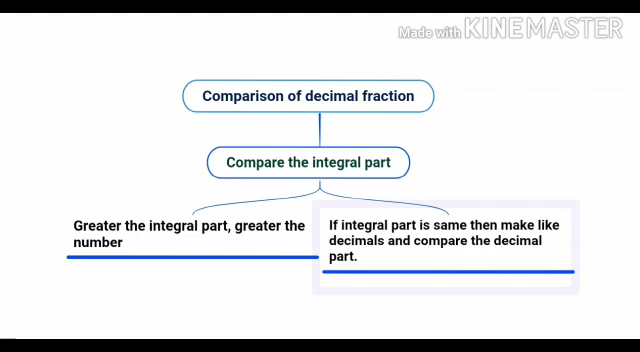 Made with KINEMASTER
Comparison of decimal fraction
Compare the integral part
Greater the integral part, greater the
number
If integral part is same then make like
decimals and compare the decimal
part.